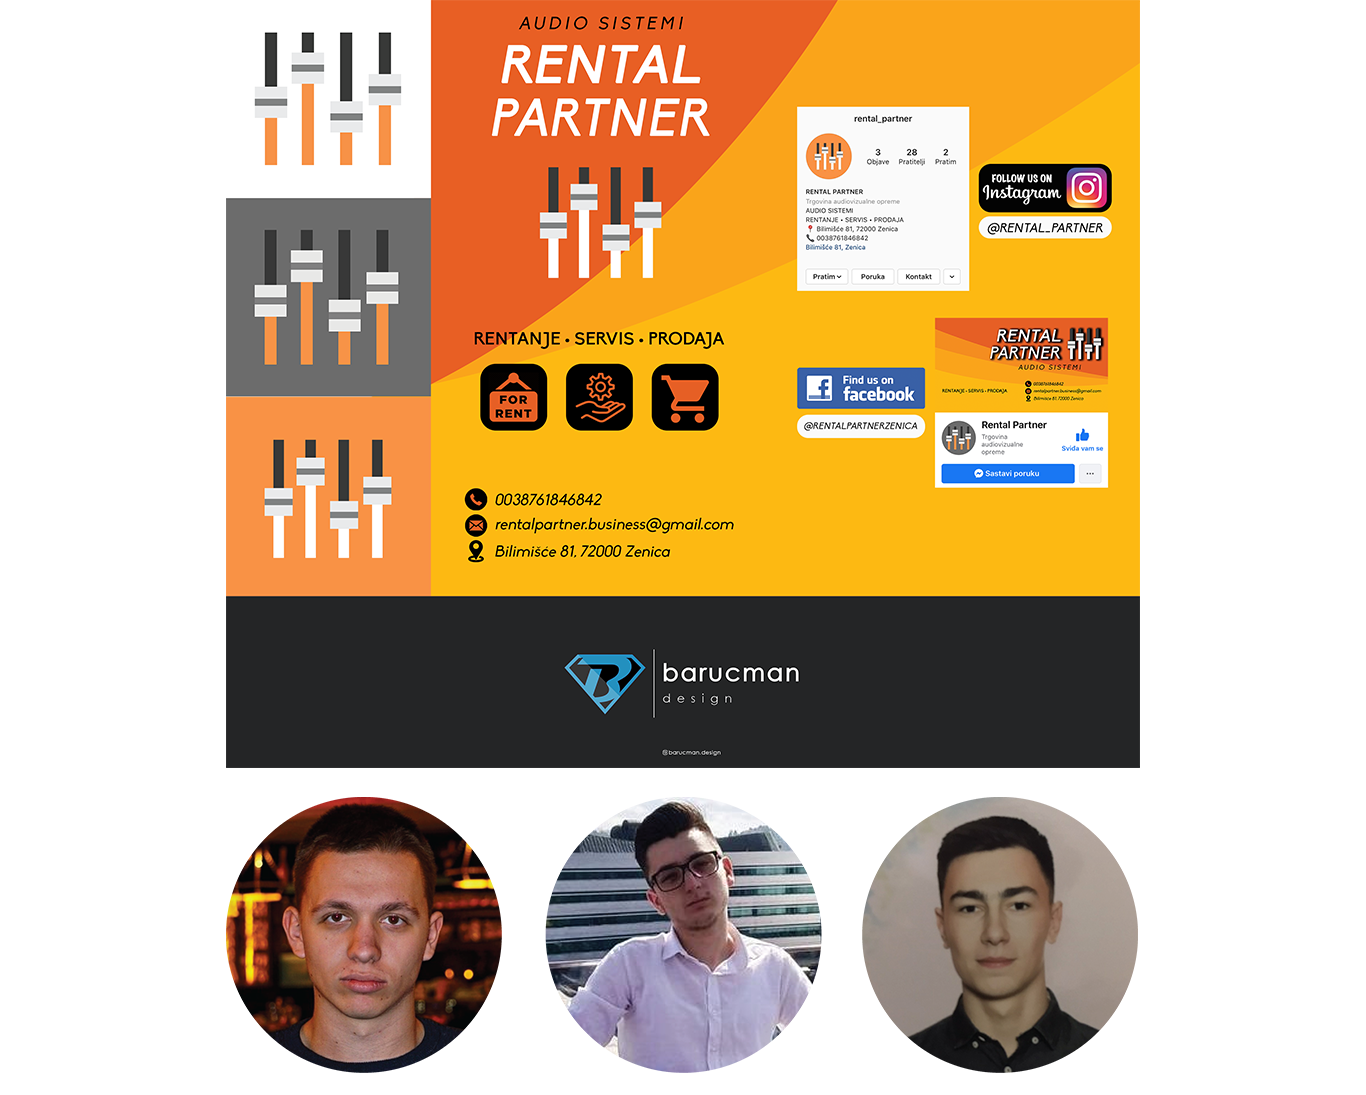 AUDIO SISTEMI
RENTAL
PARTNER
RENTANJE • SERVIS • PRODAJA
FOR
RENT
0038761846842
rentalpartner.business@gmail.com
Bilimišće 81, 72000 Zenica
rental_partner
3 28 2
Objave Pratitelji Pratim
RENTAL PARTNER
Trgovina audiovizualne opreme
AUDIO SISTEMI
RENTANJE • SERVIS • PRODAJA
Bilimišće 81, 72000 Zenica
0038761846842
Bilimišće 81, Zenica
Pratim Poruka Kontakt
FOLLOW US ON
Instagram
@RENTAL_PARTNER
Find us on
facebook
@RENTALPARTNERZENICA
RENTAL
PARTNER
AUDIO SISTEMI
RENTANJE • SERVIS • PRODAJA
0038761846842
rentalpartner.business@gmail.com
Bilimišće 81, 72000 Zenica
Rental Partner
Trgovina
audiovizualne
opreme
Sviđa vam se
Sastavi poruku
B
barucman
design
@barucman.design